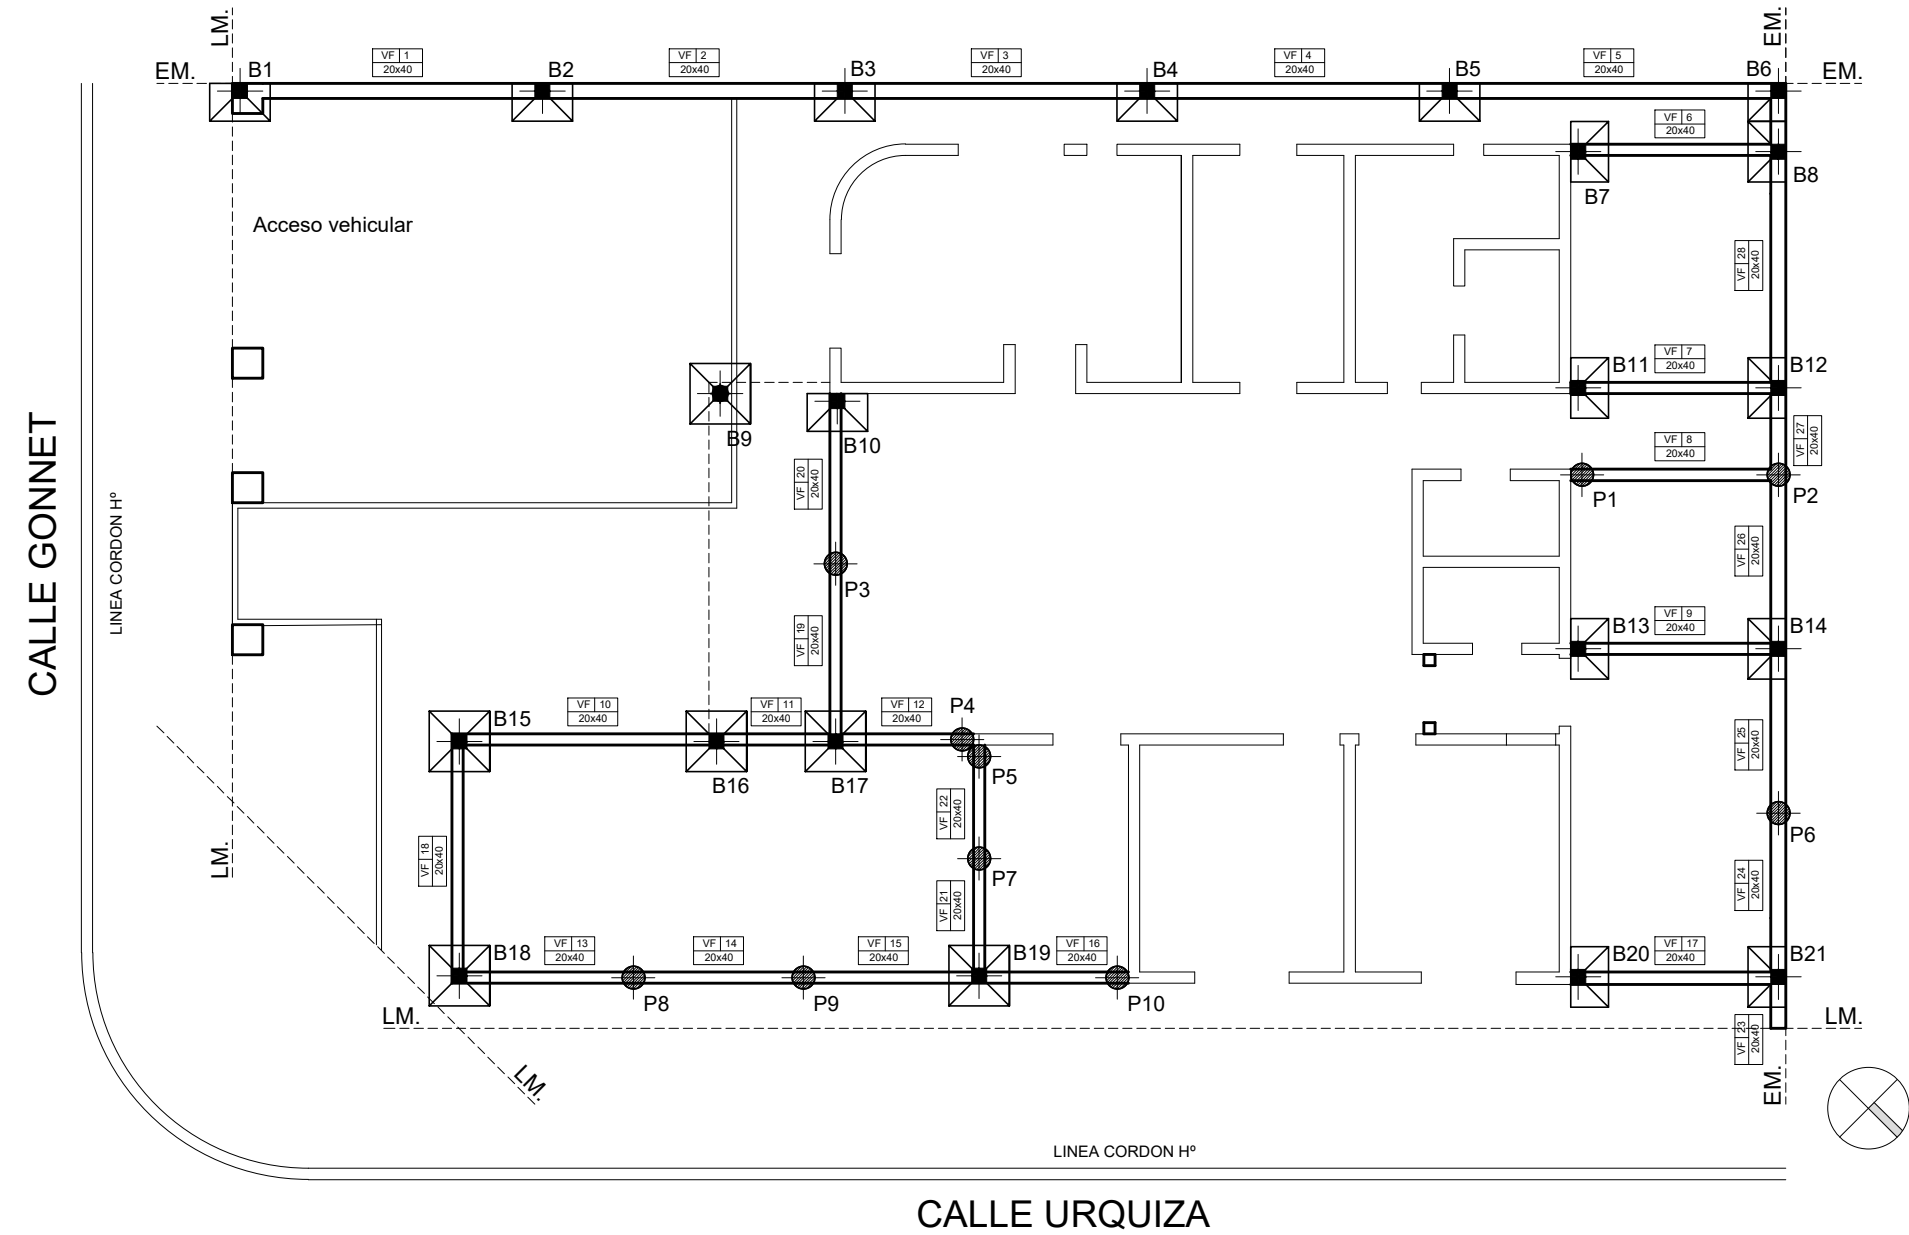 LM.
EM.
VF 1
20x40
VF 2
20x40
VF 3
20x40
VF 4
20x40
VF 5
20x40
EM.
B1
B2
B3
B4
B5
B6
EM.
VF 6
20x40
B7
B8
Acceso vehicular
VF 28
20x40
B11
VF 7
20x40
B12
B9
B10
VF 8
20x40
VF 27
20x40
VF 20
20x40
P1
P2
CALLE GONNET
LINEA CORDON Hº
VF 26
20x40
P3
VF 19
20x40
B13
VF 9
20x40
B14
B15
VF 10
20x40
VF 11
20x40
VF 12
20x40
P4
P5
B16
B17
VF 25
20x40
VF 22
20x40
P6
LM.
VF 18
20x40
P7
VF 21
20x40
VF 24
20x40
B18
VF 13
20x40
VF 14
20x40
VF 15
20x40
B19
VF 16
20x40
B20
VF 17
20x40
B21
P8
P9
P10
LM.
LM.
VF 23
20x40
LM.
EM.
LINEA CORDON Hº
CALLE URQUIZA